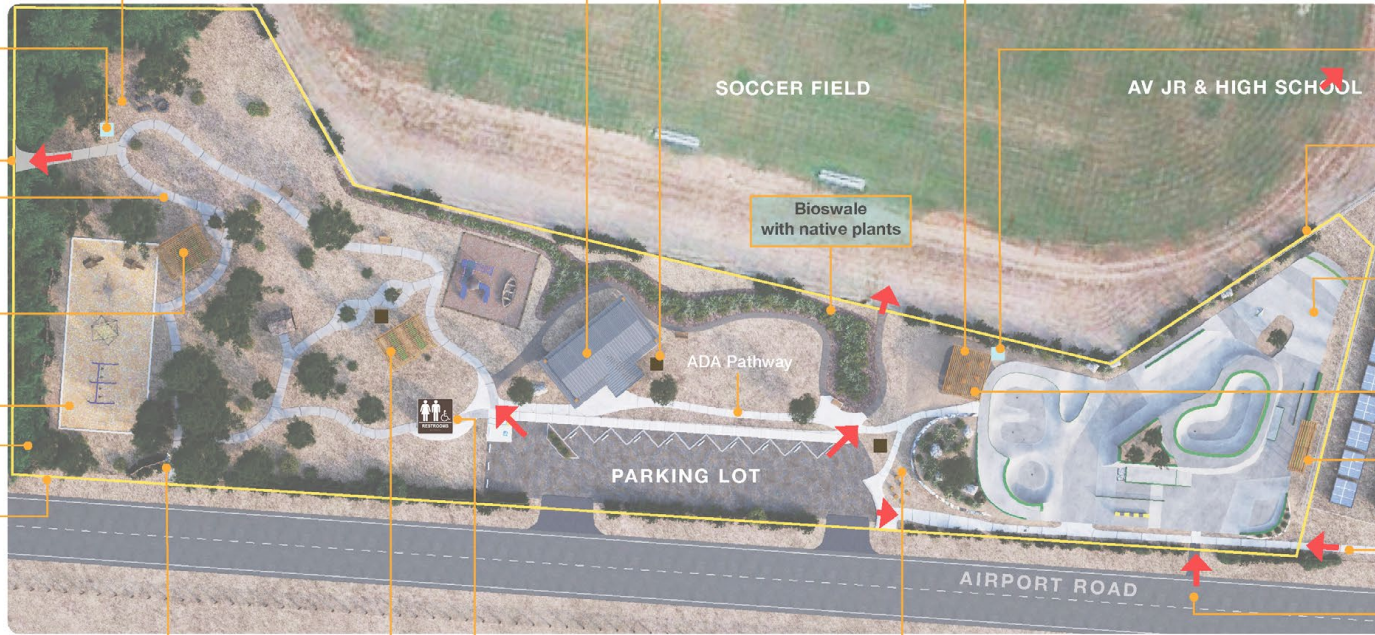 SOCCER FIELD
AV JR & HIGH SCHOOL
Bioswale
with native plants
ADA Pathway
RESTROOMS
PARKING LOT
AIRPORT ROAD